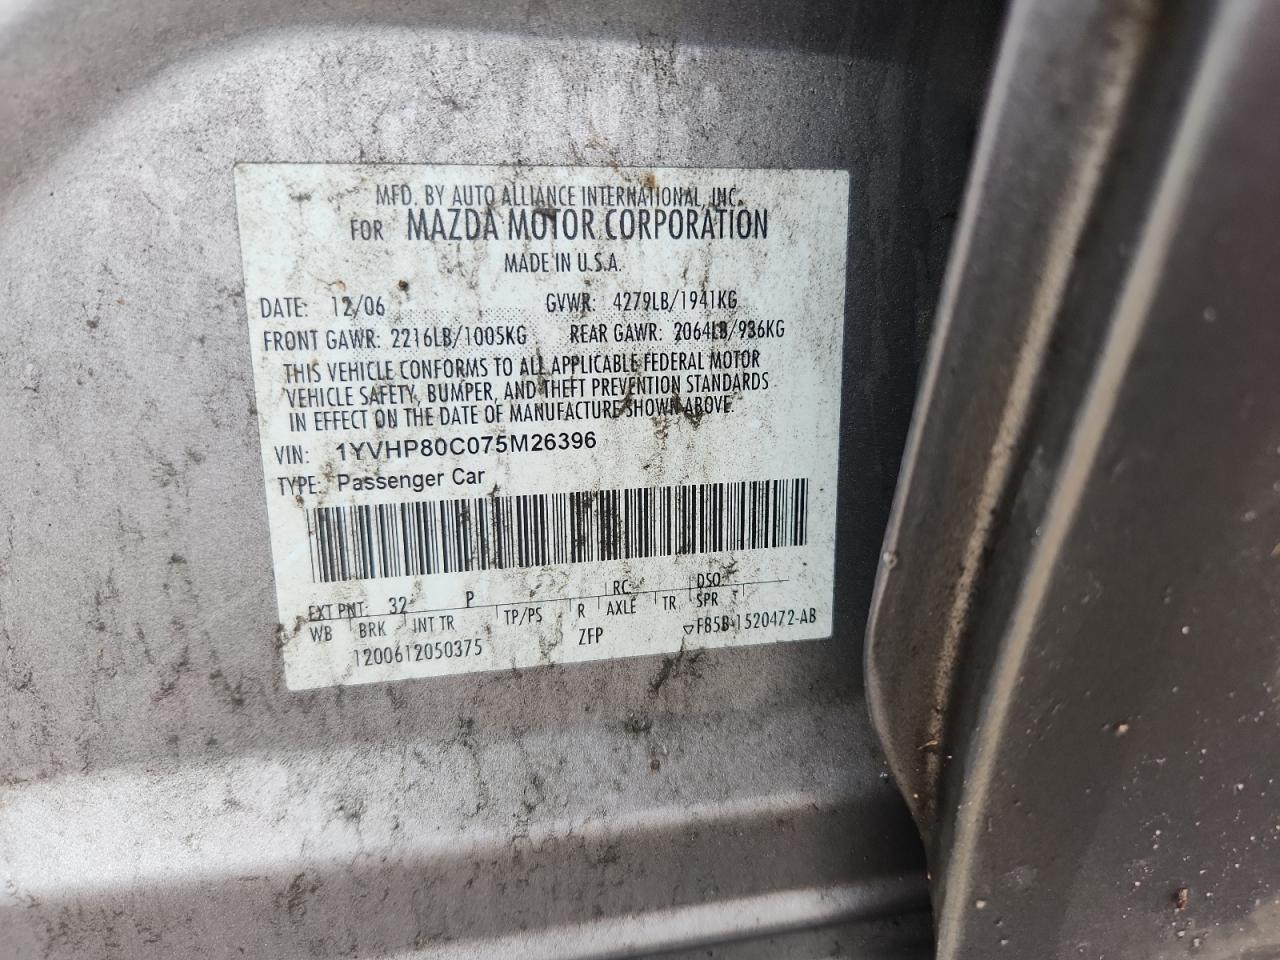 MFD. BY AUTO ALLIANCE INTERNATIONAL, INC.
FOR MAZDA MOTOR CORPORATION
MADE IN U.S.A.
DATE: 12/06 GVWR: 4279LB/1941KG
FRONT GAWR: 2216LB/1005KG REAR GAWR: 2064LB/936KG
THIS VEHICLE CONFORMS TO ALL APPLICABLE FEDERAL MOTOR
VEHICLE SAFETY, BUMPER, AND THEFT PREVENTION STANDARDS
IN EFFECT ON THE DATE OF MANUFACTURE SHOWN ABOVE.
VIN: 1YVHP80C075M26396
TYPE: Passenger Car
EXT PNT: 32 P RC: DSO:
WB BRK INT TR TP/PS R AXLE TR SPR T
1200612050375 ZFP ▽F85B-1520472-AB